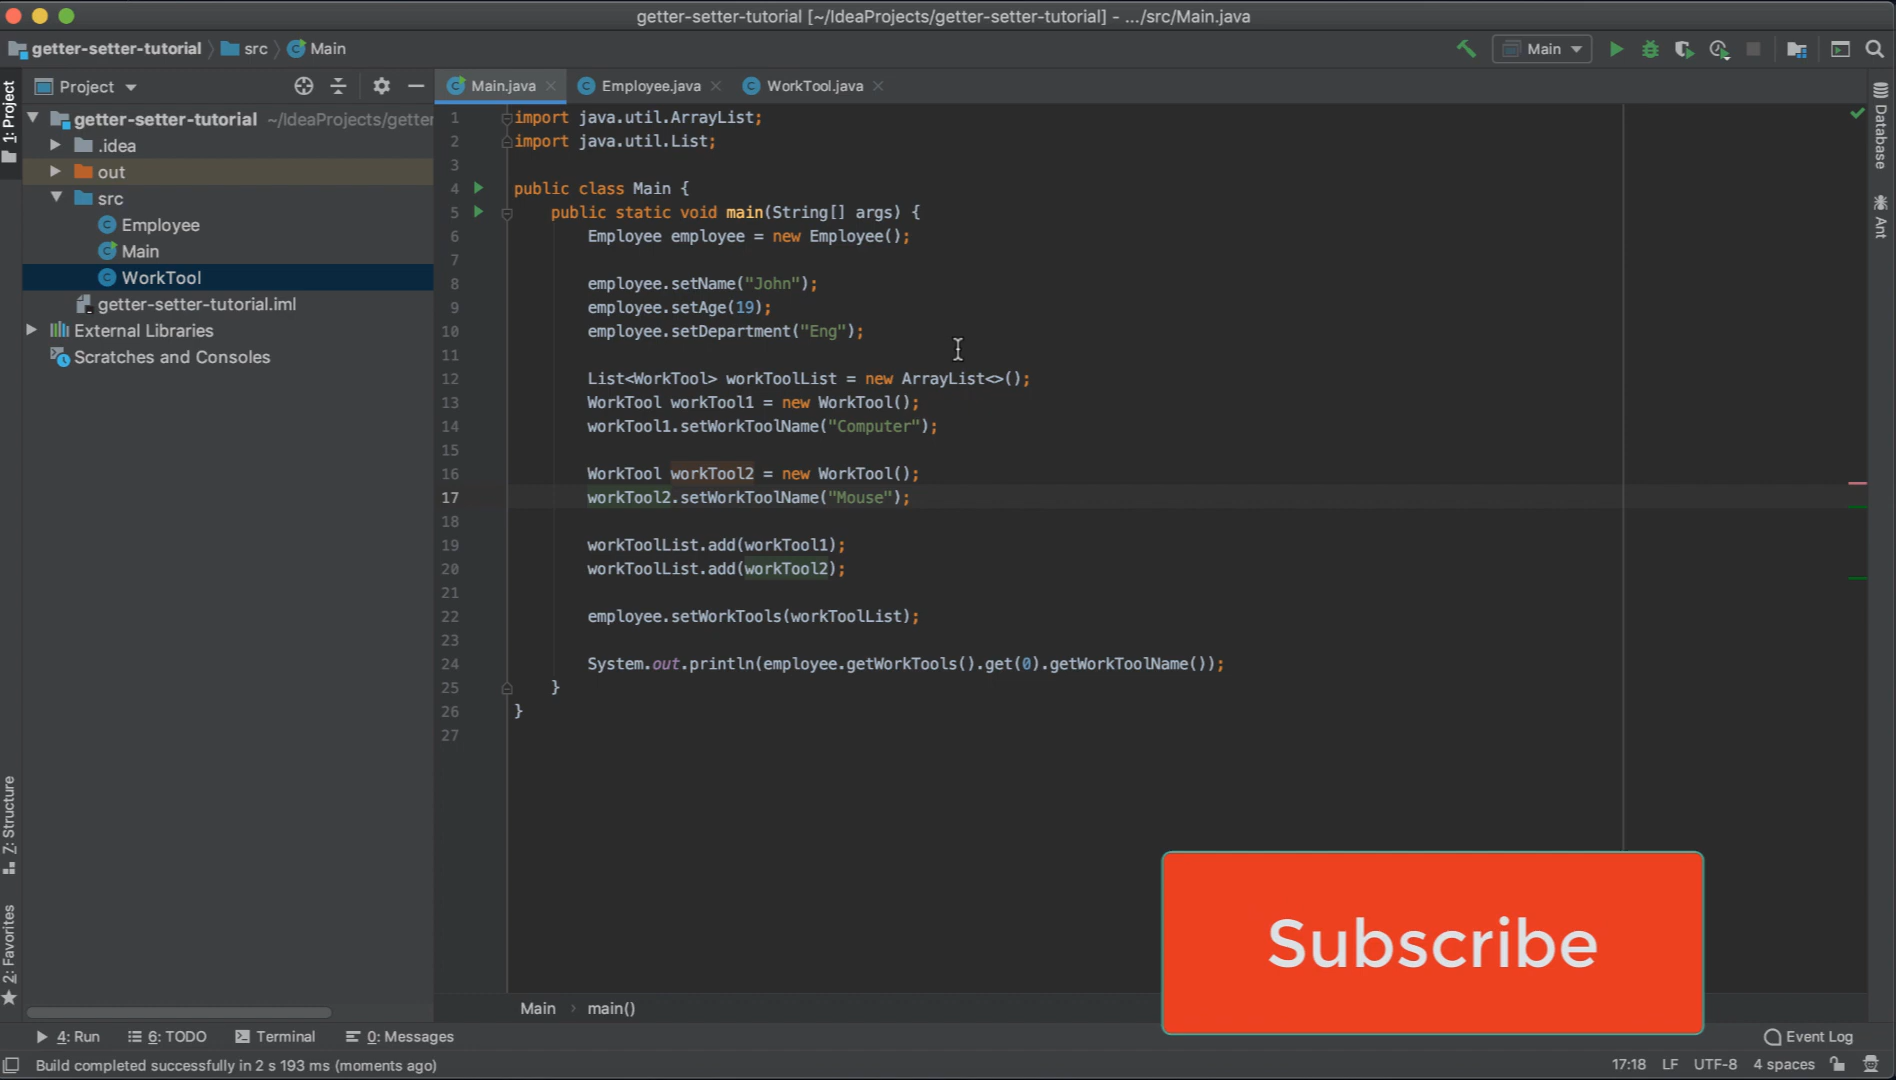 getter-setter-tutorial [~/IdeaProjects/getter-setter-tutorial] - .../src/Main.java
getter-setter-tutorial src Main
Main
Project
Main.java Employee.java WorkTool.java
1: Project
getter-setter-tutorial ~/IdeaProjects/getter
.idea
out
src
Employee
Main
WorkTool
getter-setter-tutorial.iml
External Libraries
Scratches and Consoles
1 import java.util.ArrayList;
2 import java.util.List;
3
4 public class Main {
5 public static void main(String[] args) {
6 Employee employee = new Employee();
7
8 employee.setName("John");
9 employee.setAge(19);
10 employee.setDepartment("Eng");
11
12 List<WorkTool> workToolList = new ArrayList<>();
13 WorkTool workTool1 = new WorkTool();
14 workTool1.setWorkToolName("Computer");
15
16 WorkTool workTool2 = new WorkTool();
17 workTool2.setWorkToolName("Mouse");
18
19 workToolList.add(workTool1);
20 workToolList.add(workTool2);
21
22 employee.setWorkTools(workToolList);
23
24 System.out.println(employee.getWorkTools().get(0).getWorkToolName());
25 }
26 }
27
Database
Ant
Z: Structure
2: Favorites
Subscribe
Main main()
4: Run 6: TODO Terminal 0: Messages Event Log
Build completed successfully in 2 s 193 ms (moments ago) 17:18 LF UTF-8 4 spaces